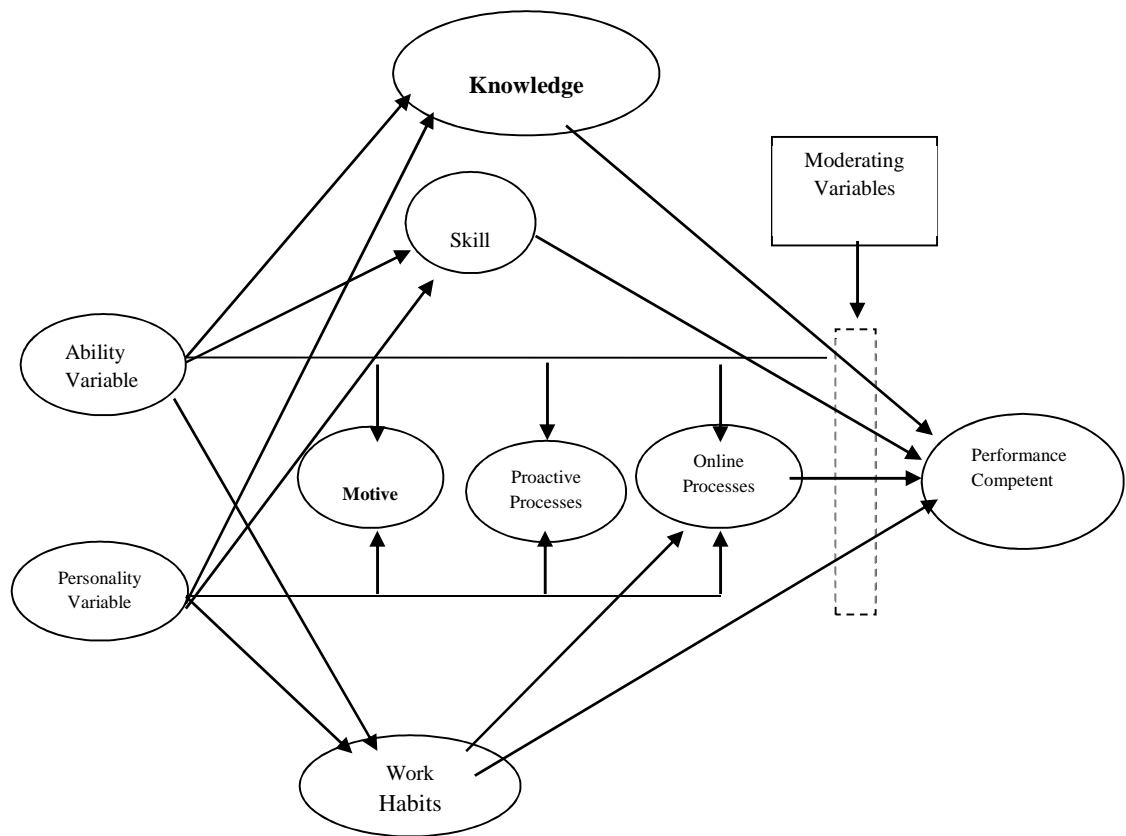 Knowledge
Moderating
Variables
Skill
Ability
Variable
Motive
Proactive
Processes
Online
Processes
Performance
Competent
Personality
Variable
Work
Habits